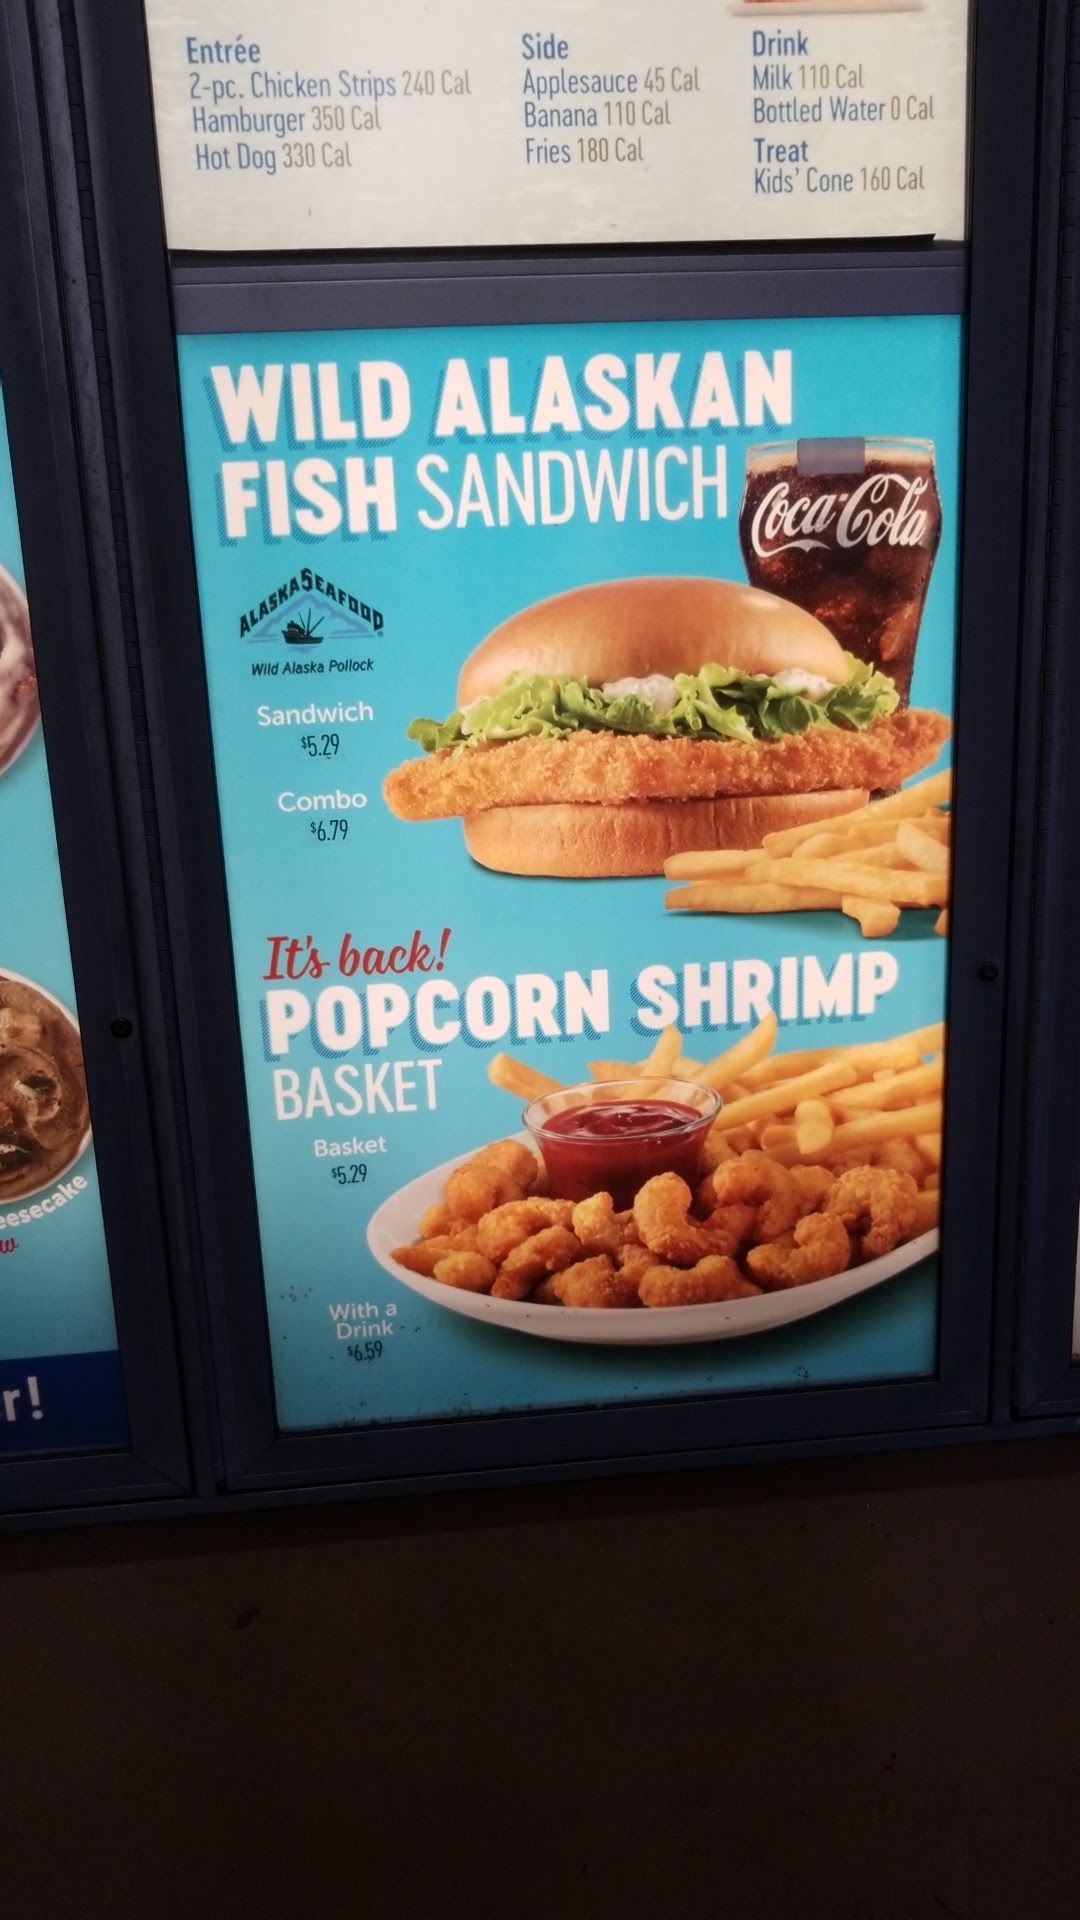 Entrée
2-pc. Chicken Strips 240 Cal
Hamburger 350 Cal
Hot Dog 330 Cal
Side
Applesauce 45 Cal
Banana 110 Cal
Fries 180 Cal
Drink
Milk 110 Cal
Bottled Water 0 Cal
Treat
Kids' Cone 160 Cal
WILD ALASKAN
FISH SANDWICH
Coca-Cola
ALASKA SEAFOOD
Wild Alaska Pollock
Sandwich
$5.29
Combo
$6.79
It's back!
POPCORN SHRIMP
BASKET
Basket
$5.29
With a
Drink
$6.59
eesecake
w
r!